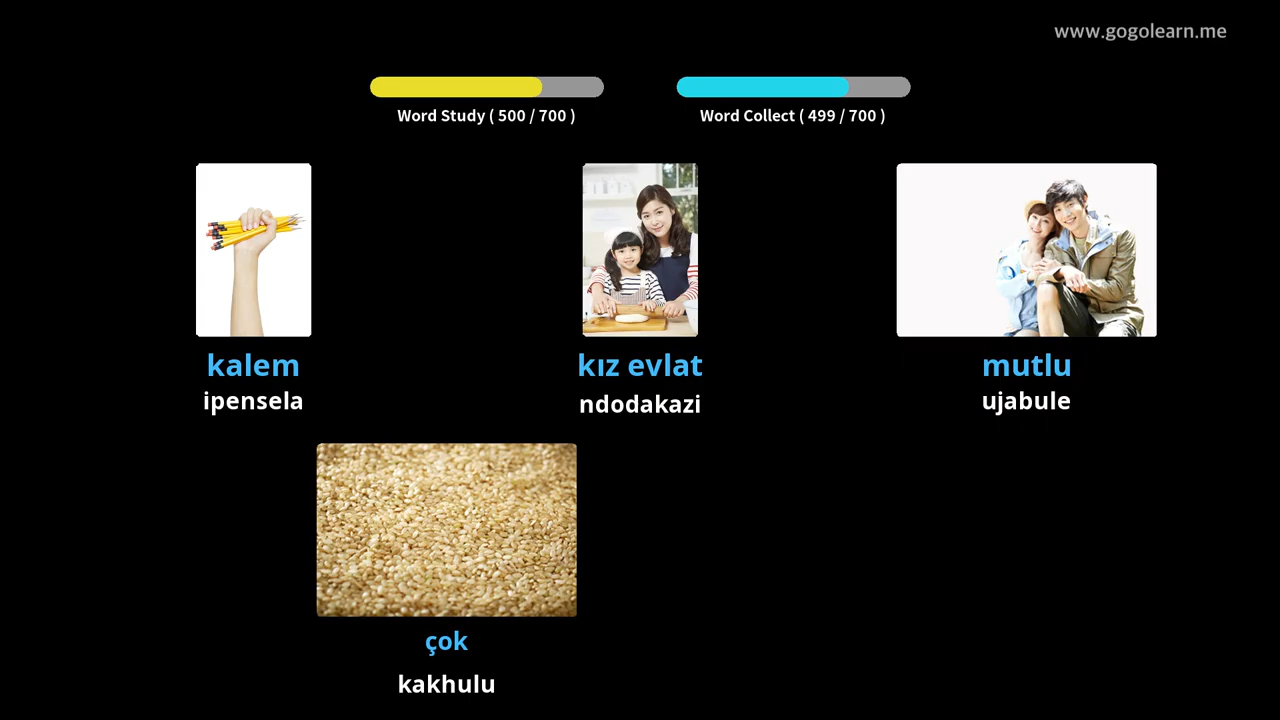 www.gogolearn.me
Word Study ( 500 / 700 )
Word Collect ( 499 / 700 )
kalem
ipensela
kız evlat
ndodakazi
mutlu
ujabule
çok
kakhulu